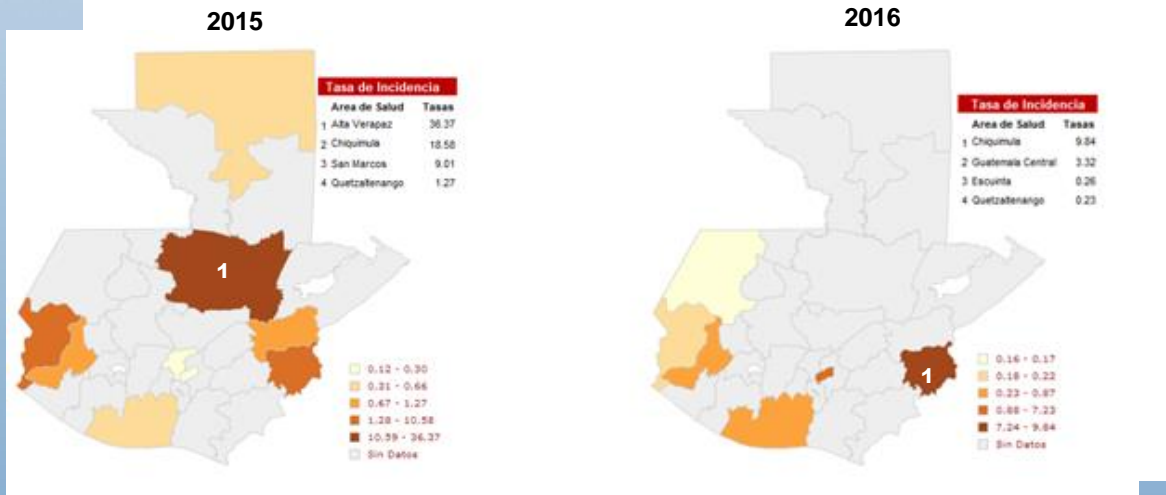 2015
Tasa de Incidencia
Area de Salud Tasas
1 Alta Verapaz 36.37
2 Chiquimula 18.58
3 San Marcos 9.01
4 Quetzaltenango 1.27
1
0.12 - 0.30
0.31 - 0.66
0.67 - 1.27
1.28 - 10.58
10.59 - 36.37
Sin Datos
2016
Tasa de Incidencia
Area de Salud Tasas
1 Chiquimula 9.84
2 Guatemala Central 3.32
3 Escuinta 0.26
4 Quetzaltenango 0.23
1
0.16 - 0.17
0.18 - 0.22
0.23 - 0.87
0.88 - 7.23
7.24 - 9.84
Sin Datos